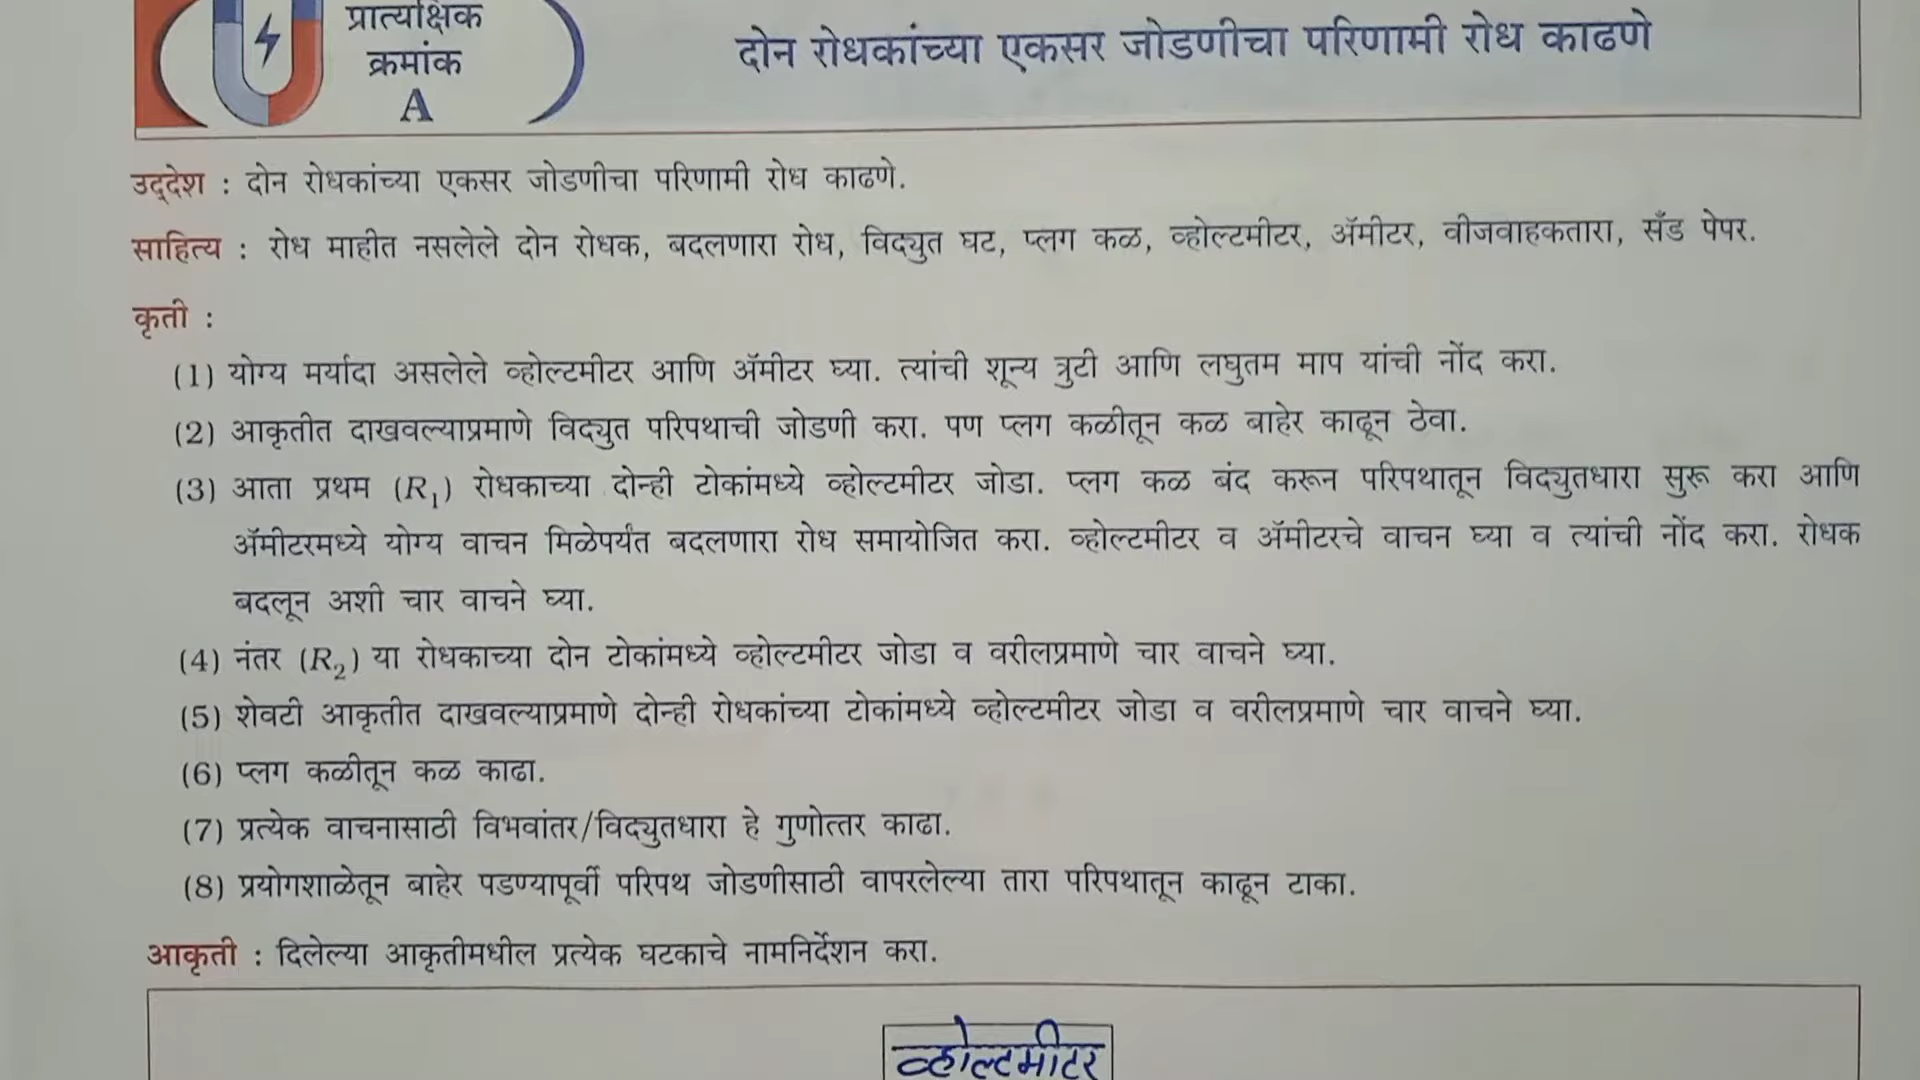 प्रात्यक्षिक
क्रमांक
A
दोन रोधकांच्या एकसर जोडणीचा परिणामी रोध काढणे
उद्देश : दोन रोधकांच्या एकसर जोडणीचा परिणामी रोध काढणे.
साहित्य : रोध माहीत नसलेले दोन रोधक, बदलणारा रोध, विद्युत घट, प्लग कळ, व्होल्टमीटर, ॲमीटर, वीजवाहकतारा, सँड पेपर.
कृती :
(1) योग्य मर्यादा असलेले व्होल्टमीटर आणि ॲमीटर घ्या. त्यांची शून्य त्रुटी आणि लघुतम माप यांची नोंद करा.
(2) आकृतीत दाखवल्याप्रमाणे विद्युत परिपथाची जोडणी करा. पण प्लग कळीतून कळ बाहेर काढून ठेवा.
(3) आता प्रथम (R₁) रोधकाच्या दोन्ही टोकांमध्ये व्होल्टमीटर जोडा. प्लग कळ बंद करून परिपथातून विद्युतधारा सुरू करा आणि
ॲमीटरमध्ये योग्य वाचन मिळेपर्यंत बदलणारा रोध समायोजित करा. व्होल्टमीटर व ॲमीटरचे वाचन घ्या व त्यांची नोंद करा. रोधक
बदलून अशी चार वाचने घ्या.
(4) नंतर (R₂) या रोधकाच्या दोन टोकांमध्ये व्होल्टमीटर जोडा व वरीलप्रमाणे चार वाचने घ्या.
(5) शेवटी आकृतीत दाखवल्याप्रमाणे दोन्ही रोधकांच्या टोकांमध्ये व्होल्टमीटर जोडा व वरीलप्रमाणे चार वाचने घ्या.
(6) प्लग कळीतून कळ काढा.
(7) प्रत्येक वाचनासाठी विभवांतर/विद्युतधारा हे गुणोत्तर काढा.
(8) प्रयोगशाळेतून बाहेर पडण्यापूर्वी परिपथ जोडणीसाठी वापरलेल्या तारा परिपथातून काढून टाका.
आकृती : दिलेल्या आकृतीमधील प्रत्येक घटकाचे नामनिर्देशन करा.
व्होल्टमीटर